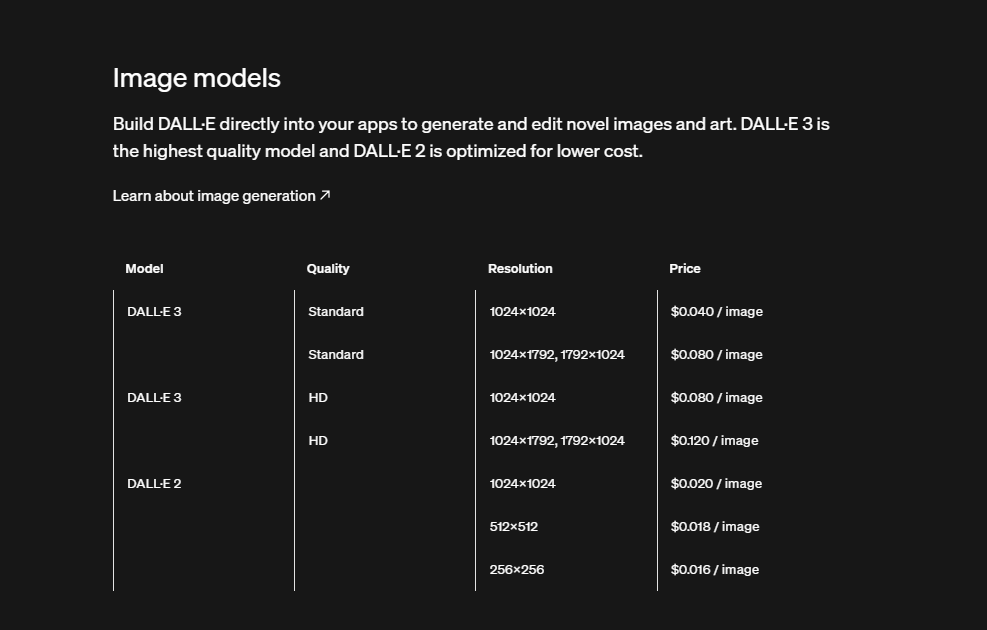 Image models
Build DALL·E directly into your apps to generate and edit novel images and art. DALL·E 3 is
the highest quality model and DALL·E 2 is optimized for lower cost.
Learn about image generation ↗
Model Quality Resolution Price
DALL·E 3 Standard 1024×1024 $0.040 / image
Standard 1024×1792, 1792×1024 $0.080 / image
DALL·E 3 HD 1024×1024 $0.080 / image
HD 1024×1792, 1792×1024 $0.120 / image
DALL·E 2 1024×1024 $0.020 / image
512×512 $0.018 / image
256×256 $0.016 / image